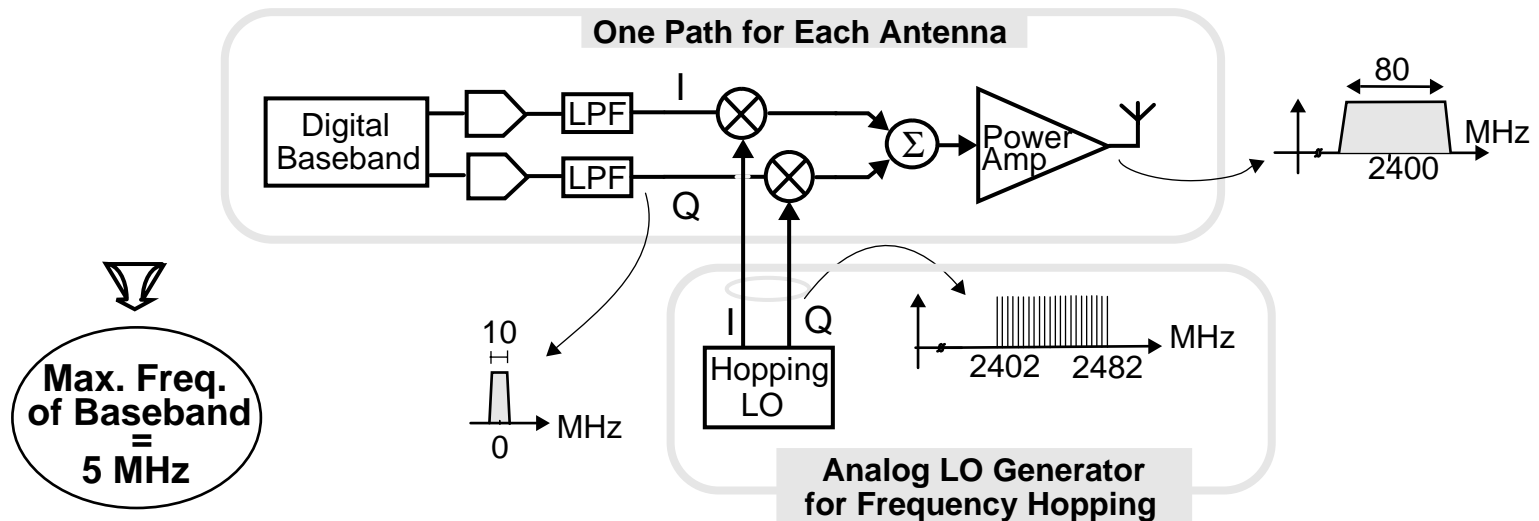 One Path for Each Antenna
Digital
Baseband
LPF
I
LPF
Q
Σ
Power
Amp
80
MHz
2400
I
Q
Hopping
LO
MHz
2402
2482
10
MHz
0
Max. Freq.
of Baseband
=
5 MHz
Analog LO Generator
for Frequency Hopping